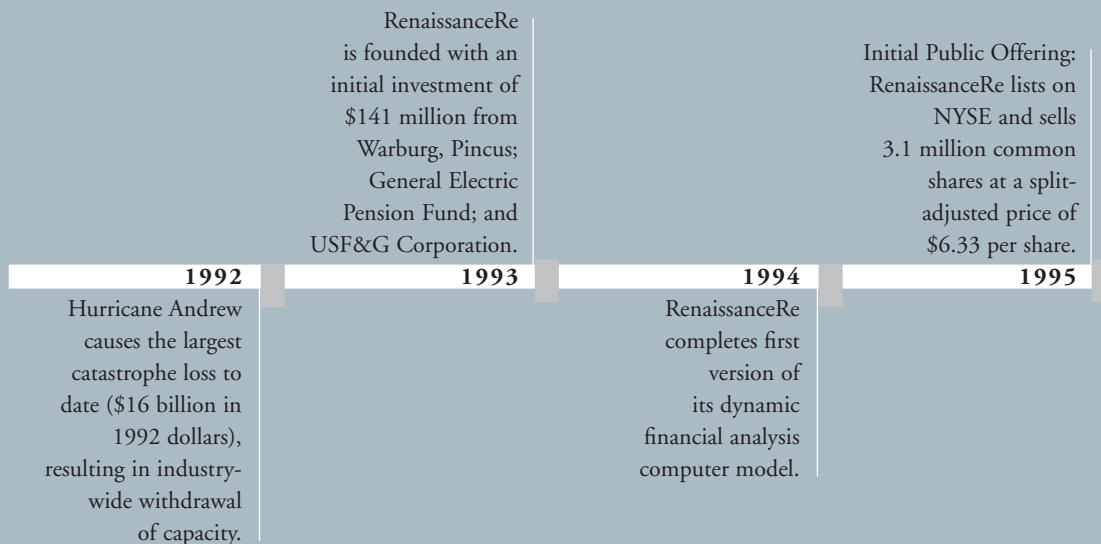 RenaissanceRe
is founded with an
initial investment of
$141 million from
Warburg, Pincus;
General Electric
Pension Fund; and
USF&G Corporation.
Initial Public Offering:
RenaissanceRe lists on
NYSE and sells
3.1 million common
shares at a split-
adjusted price of
$6.33 per share.
1992
1993
1994
1995
Hurricane Andrew
causes the largest
catastrophe loss to
date ($16 billion in
1992 dollars),
resulting in industry-
wide withdrawal
of capacity.
RenaissanceRe
completes first
version of
its dynamic
financial analysis
computer model.